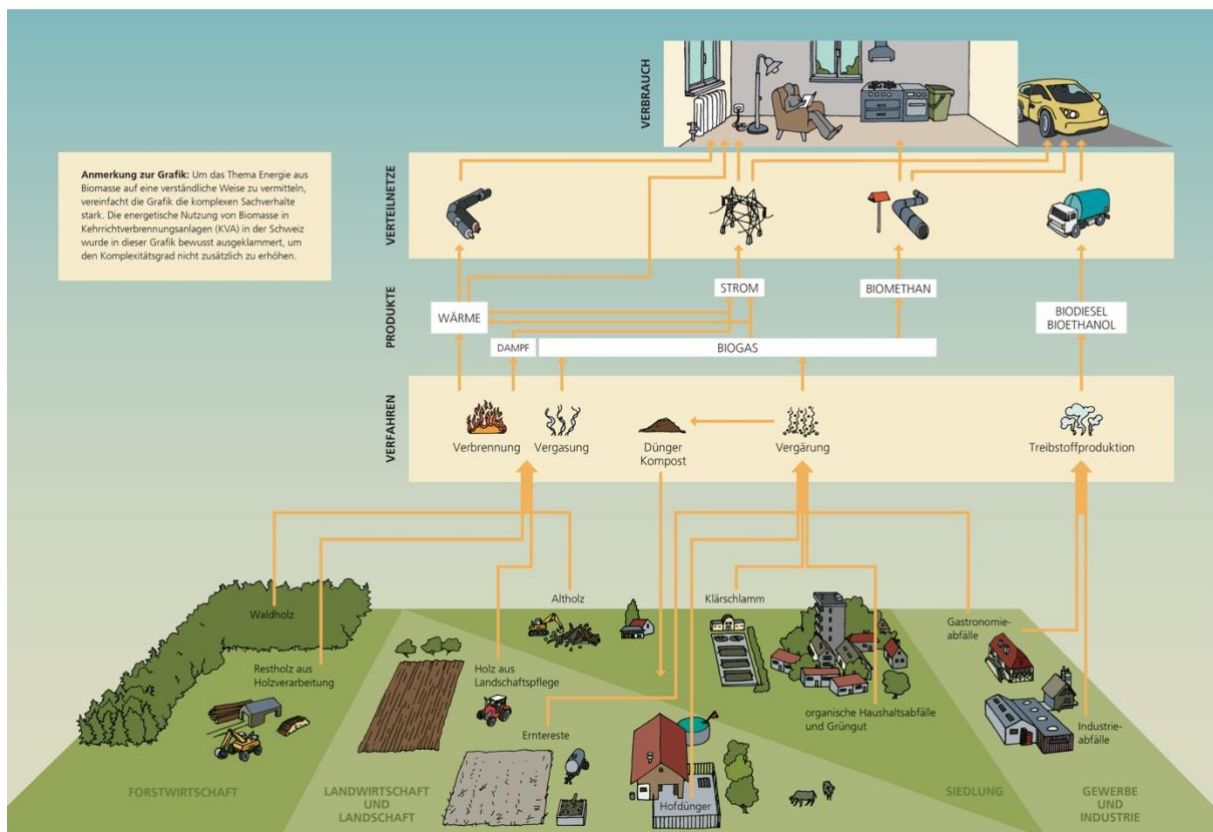 VERBRAUCH
Anmerkung zur Grafik: Um das Thema Energie aus
Biomasse auf eine verständliche Weise zu vermitteln,
vereinfacht die Grafik die komplexen Sachverhalte
stark. Die energetische Nutzung von Biomasse in
Kehrrichtverbrennungsanlagen (KVA) in der Schweiz
wurde in dieser Grafik bewusst ausgeklammert, um
den Komplexitätsgrad nicht zusätzlich zu erhöhen.
VERTEILNETZE
PRODUKTE
STROM
BIOMETHAN
WÄRME
BIODIESEL
BIOETHANOL
DAMPF
BIOGAS
VERFAHREN
Verbrennung
Vergasung
Dünger
Kompost
Vergärung
Treibstoffproduktion
Waldholz
Altholz
Klärschlamm
Gastronomie-
abfälle
Restholz aus
Holzverarbeitung
Holz aus
Landschaftspflege
organische Haushaltsabfälle
und Grüngut
Industrie-
abfälle
Erntereste
Hofdünger
FORSTWIRTSCHAFT
LANDWIRTSCHAFT
UND
LANDSCHAFT
SIEDLUNG
GEWERBE
UND
INDUSTRIE